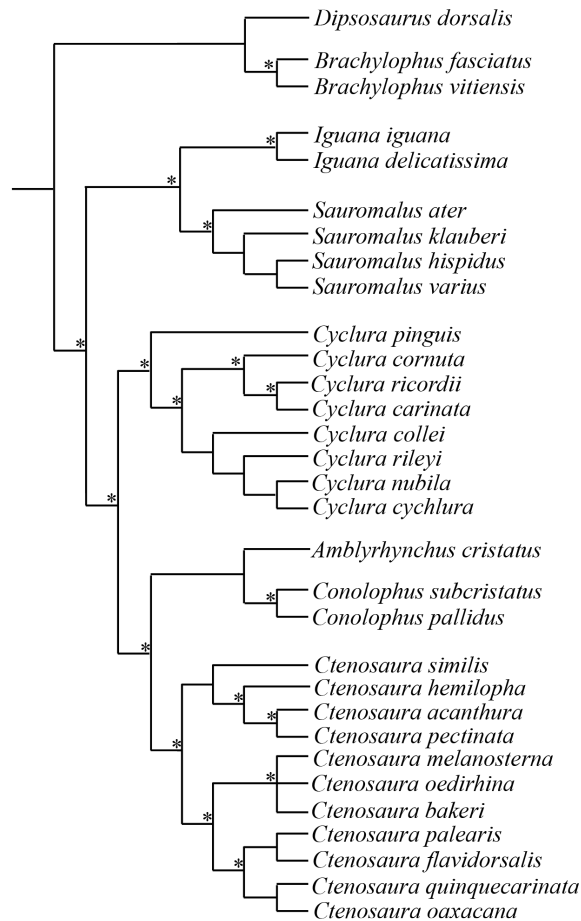 Dipsosaurus dorsalis
*
Brachylophus fasciatus
Brachylophus vitiensis
*
Iguana iguana
Iguana delicatissima
*
*
Sauromalus ater
Sauromalus klauberi
Sauromalus hispidus
Sauromalus varius
*
*
Cyclura pinguis
*
Cyclura cornuta
*
Cyclura ricordii
Cyclura carinata
*
Cyclura collei
Cyclura rileyi
Cyclura nubila
Cyclura cychlura
*
Amblyrhynchus cristatus
*
Conolophus subcristatus
Conolophus pallidus
*
Ctenosaura similis
*
Ctenosaura hemilopha
*
Ctenosaura acanthura
Ctenosaura pectinata
*
Ctenosaura melanosterna
*
Ctenosaura oedirhina
Ctenosaura bakeri
*
Ctenosaura palearis
*
Ctenosaura flavidorsalis
Ctenosaura quinquecarinata
Ctenosaura oaxacana